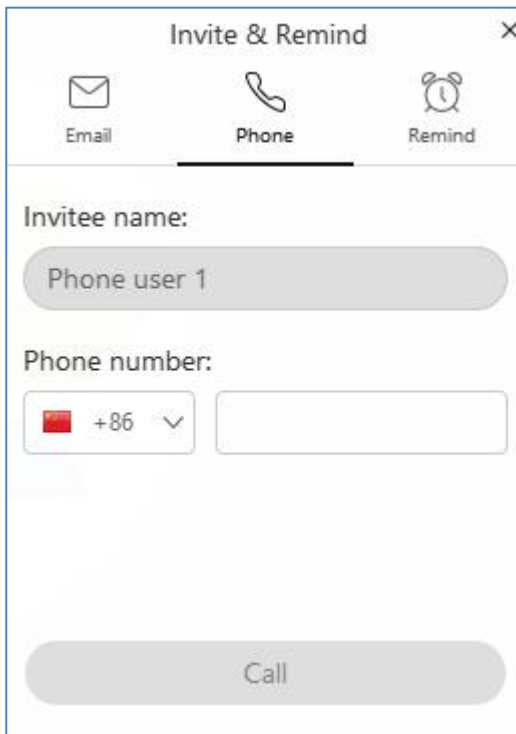 Invite & Remind
Email Phone Remind
Invitee name:
Phone user 1
Phone number:
+86
Call